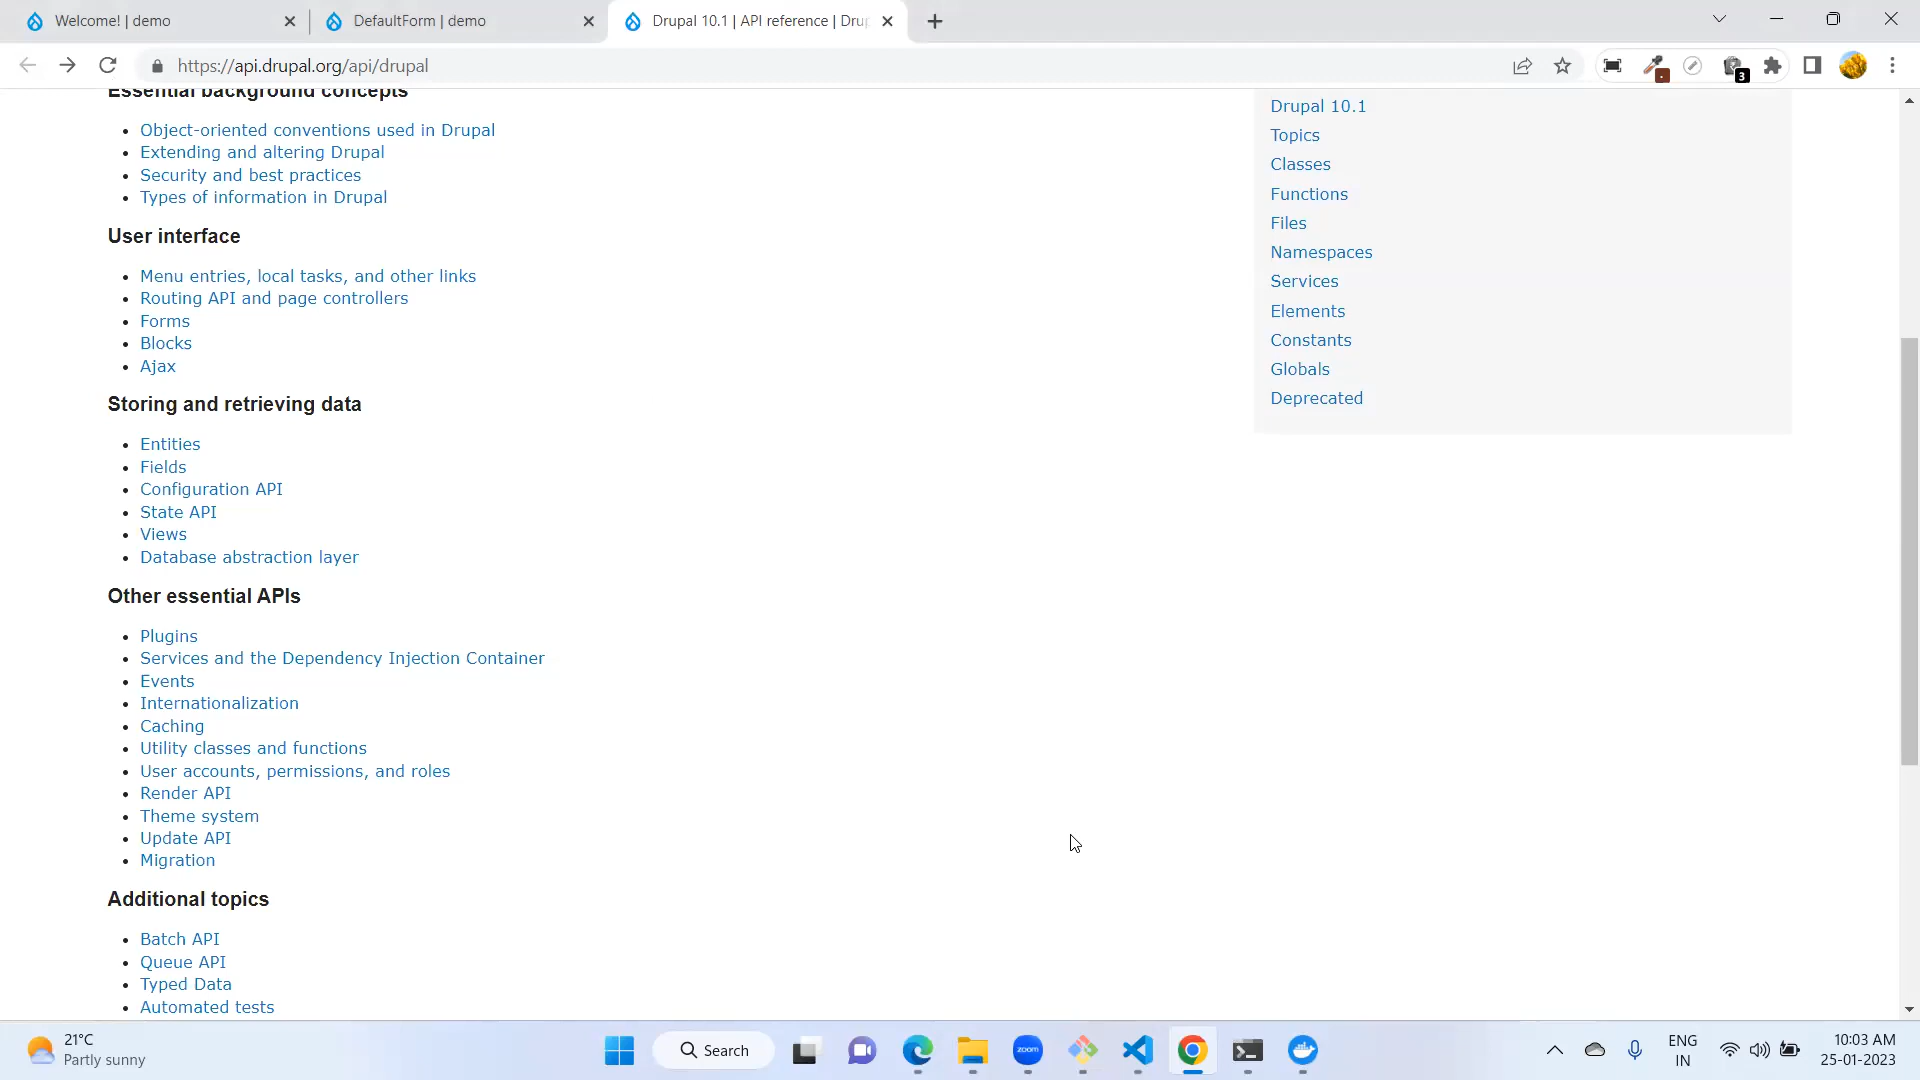 Welcome! | demo
DefaultForm | demo
Drupal 10.1 | API reference | Drup
https://api.drupal.org/api/drupal
3
Essential background concepts
Object-oriented conventions used in Drupal
Extending and altering Drupal
Security and best practices
Types of information in Drupal
User interface
Menu entries, local tasks, and other links
Routing API and page controllers
Forms
Blocks
Ajax
Storing and retrieving data
Entities
Fields
Configuration API
State API
Views
Database abstraction layer
Other essential APIs
Plugins
Services and the Dependency Injection Container
Events
Internationalization
Caching
Utility classes and functions
User accounts, permissions, and roles
Render API
Theme system
Update API
Migration
Additional topics
Batch API
Queue API
Typed Data
Automated tests
Drupal 10.1
Topics
Classes
Functions
Files
Namespaces
Services
Elements
Constants
Globals
Deprecated
21°C
Partly sunny
Search
zoom
ENG
IN
10:03 AM
25-01-2023